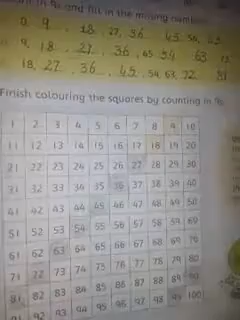 in 9s and fill in the missing numbers
0, 9, 18, 27, 36, 45, 54, 63
9, 18, 27, 36, 45, 54 63
18, 27, 36, 45, 54, 63, 72, 81
Finish colouring the squares by counting in 9s.
1 2 3 4 5 6 7 8 9 10
11 12 13 14 15 16 17 18 19 20
21 22 23 24 25 26 27 28 29 30
31 32 33 34 35 36 37 38 39 40
41 42 43 44 45 46 47 48 49 50
51 52 53 54 55 56 57 58 59 60
61 62 63 64 65 66 67 68 69 70
71 72 73 74 75 76 77 78 79 80
81 82 83 84 85 86 87 88 89 90
91 92 93 94 95 96 97 98 99 100